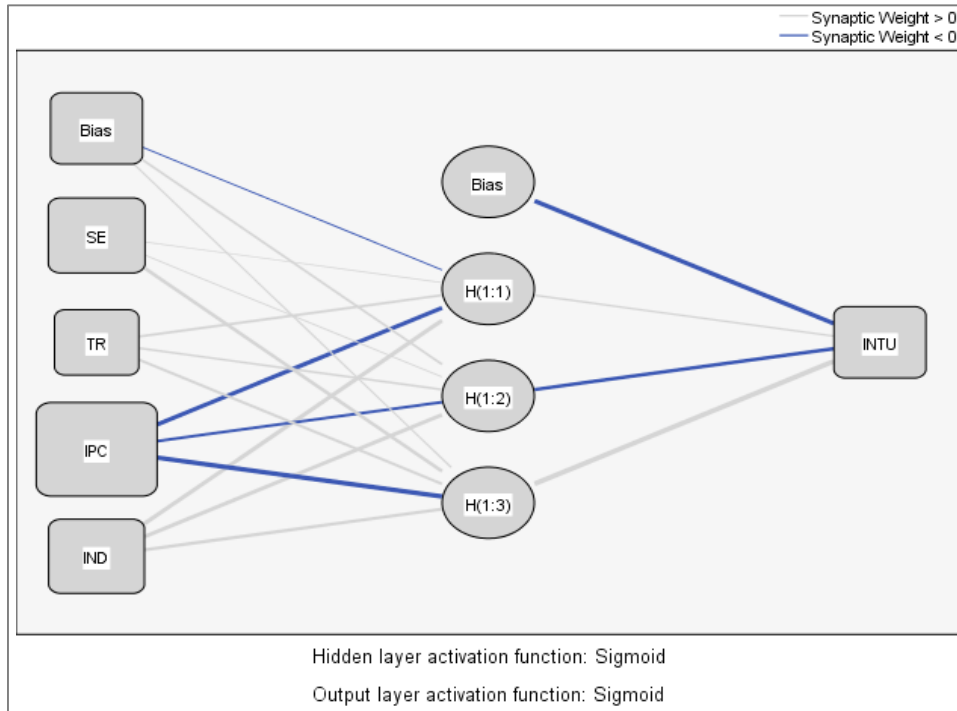 Synaptic Weight > 0
Synaptic Weight < 0
Bias
SE
TR
IPC
IND
Bias
H(1:1)
H(1:2)
H(1:3)
INTU
Hidden layer activation function: Sigmoid
Output layer activation function: Sigmoid